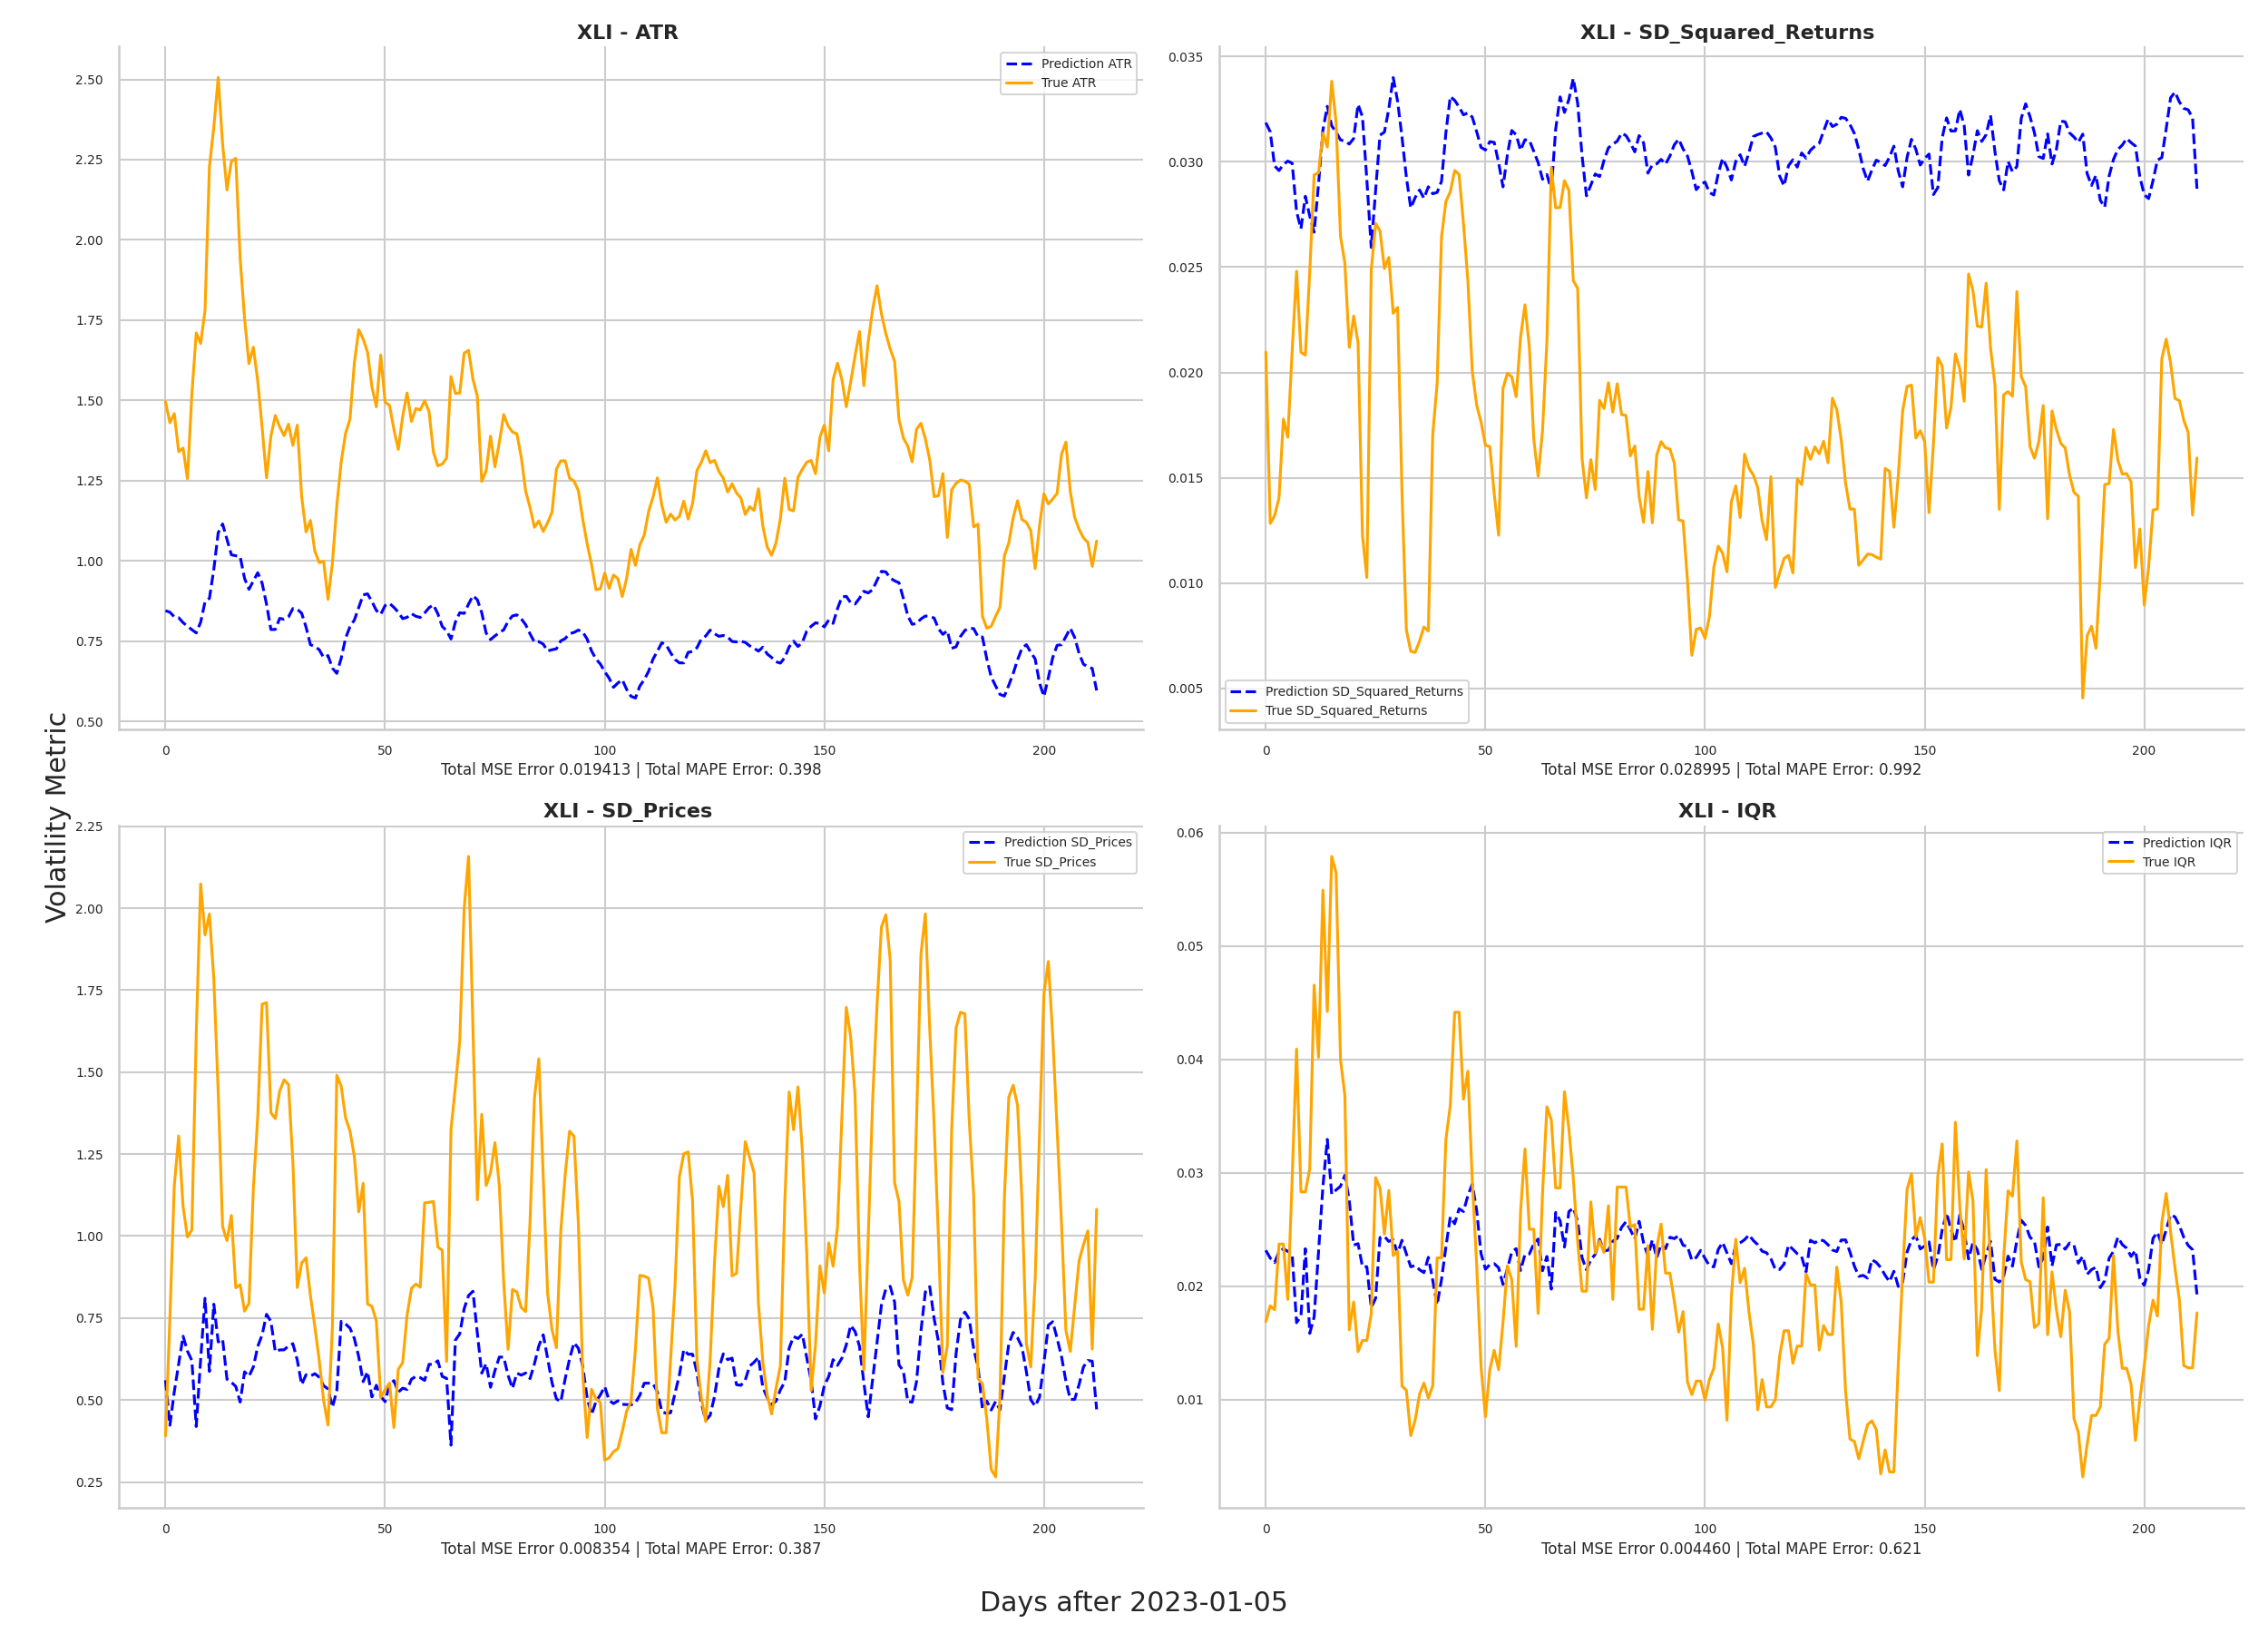 XLI - ATR
2.50
2.25
2.00
1.75
1.50
1.25
1.00
0.75
0.50
0
50
100
150
200
Prediction ATR
True ATR
Total MSE Error 0.019413 | Total MAPE Error: 0.398
XLI - SD_Squared_Returns
0.035
0.030
0.025
0.020
0.015
0.010
0.005
0
50
100
150
200
Prediction SD_Squared_Returns
True SD_Squared_Returns
Total MSE Error 0.028995 | Total MAPE Error: 0.992
Volatility Metric
XLI - SD_Prices
2.25
2.00
1.75
1.50
1.25
1.00
0.75
0.50
0.25
0
50
100
150
200
Prediction SD_Prices
True SD_Prices
Total MSE Error 0.008354 | Total MAPE Error: 0.387
XLI - IQR
0.06
0.05
0.04
0.03
0.02
0.01
0
50
100
150
200
Prediction IQR
True IQR
Total MSE Error 0.004460 | Total MAPE Error: 0.621
Days after 2023-01-05